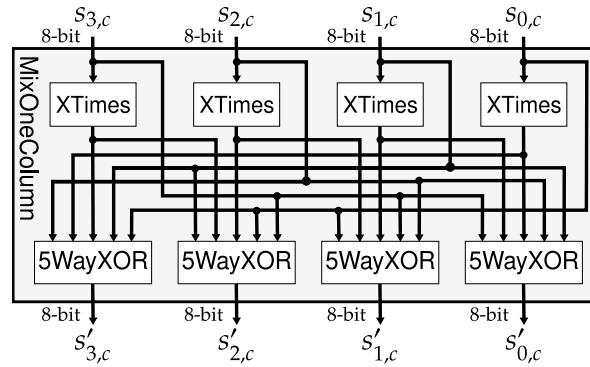 s3,c s2,c s1,c s0,c
8-bit 8-bit 8-bit 8-bit
MixOneColumn
XTimes XTimes XTimes XTimes
5WayXOR 5WayXOR 5WayXOR 5WayXOR
8-bit 8-bit 8-bit 8-bit
s′3,c s′2,c s′1,c s′0,c